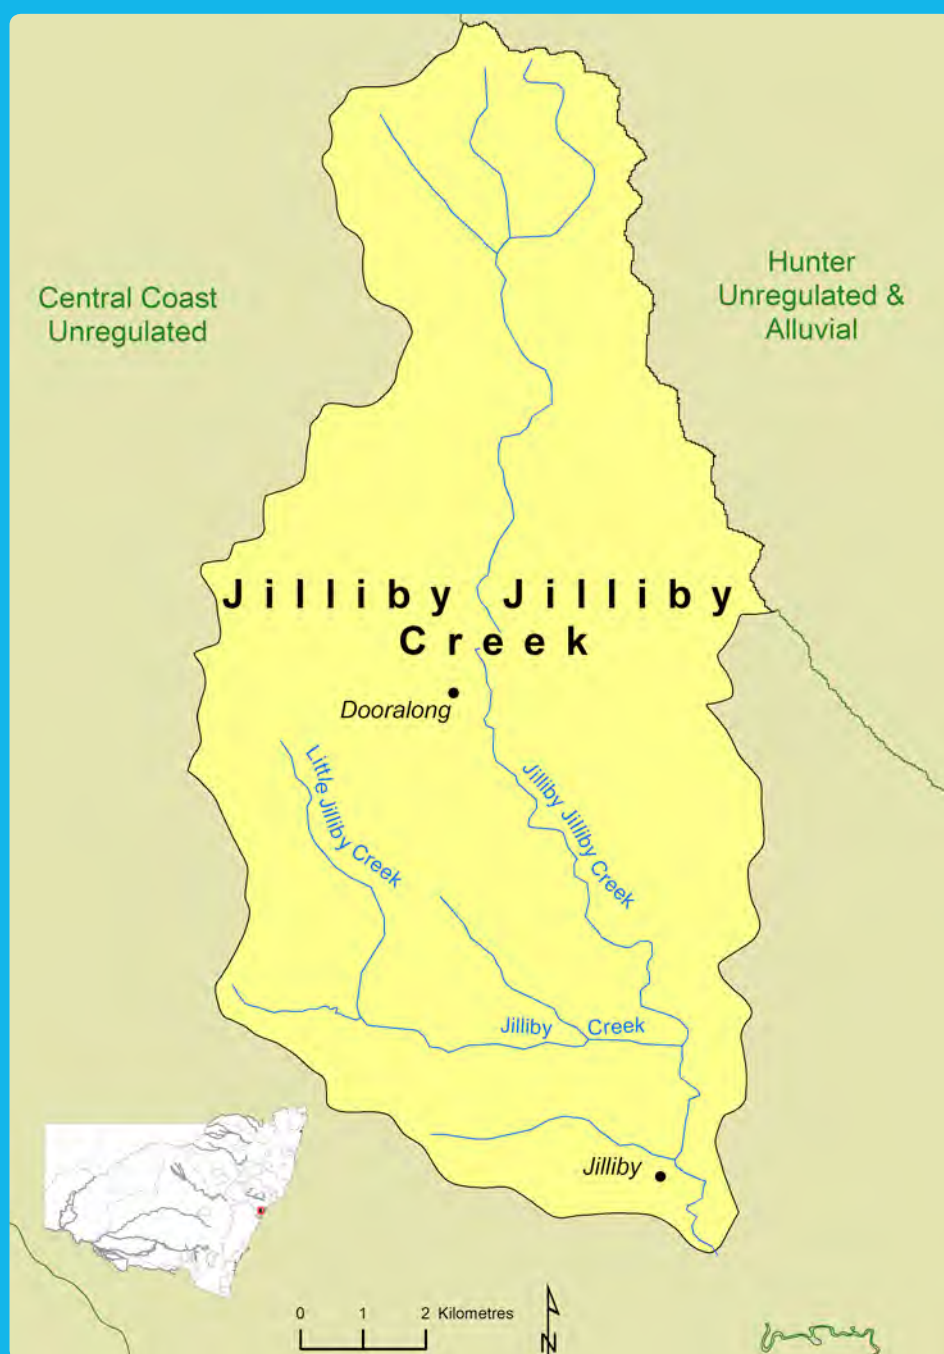 Central Coast
Unregulated
Hunter
Unregulated &
Alluvial
Jilliby Jilliby
Creek
Dooralong
Little Jilliby Creek
Jilliby Jilliby Creek
Jilliby Creek
Jilliby
0 1 2 Kilometres
N